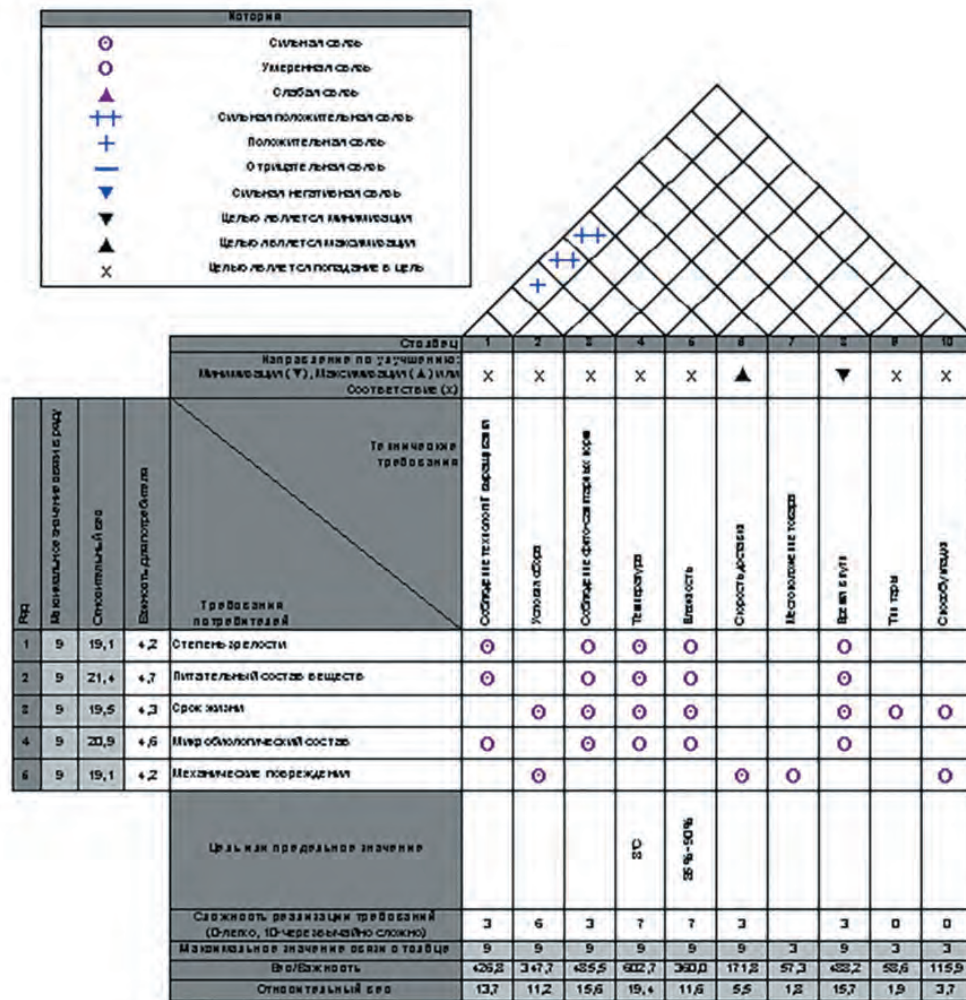 Сильная связь
Умеренная связь
Слабая связь
Сильная положительная связь
Положительная связь
Отрицательная связь
Сильная негативная связь
Целью является минимизация
Целью является максимизация
Целью является попадание в цель
Столбец 1 2 3 4 5 6 7 8 9 10
Направление по улучшению:
Минимизация (▼), Максимизация (▲) или
Соответствие (x)
Ряд
Максимальное значение связи в ряду
Относительный вес
Важность для потребителя
Технические
требования
Требования
потребителей
Соблюдение технологий выращивания
Условия сбора
Соблюдение фито-санитарных норм
Температура
Влажность
Скорость доставки
Местоположение товара
Время в пути
Тип тары
Способ укладки
1 9 19,1 4,2 Степень зрелости
2 9 21,4 4,7 Питательный состав веществ
3 9 19,5 4,3 Срок жизни
4 9 20,9 4,6 Микробиологический состав
5 9 19,1 4,2 Механические повреждения
Цель или предельное значение
Сложность реализации требований 3 6 3 7 7 3 3 0 0
(0-легко, 10-чрезвычайно сложно)
Максимальное значение связи в столбце 9 9 9 9 9 9 3 9 3 3
Вес/Важность 426,8 347,7 485,5 602,7 360,0 171,8 57,3 488,2 58,6 115,9
Относительный вес 13,7 11,2 15,6 19,4 11,6 5,5 1,8 15,7 1,9 3,7